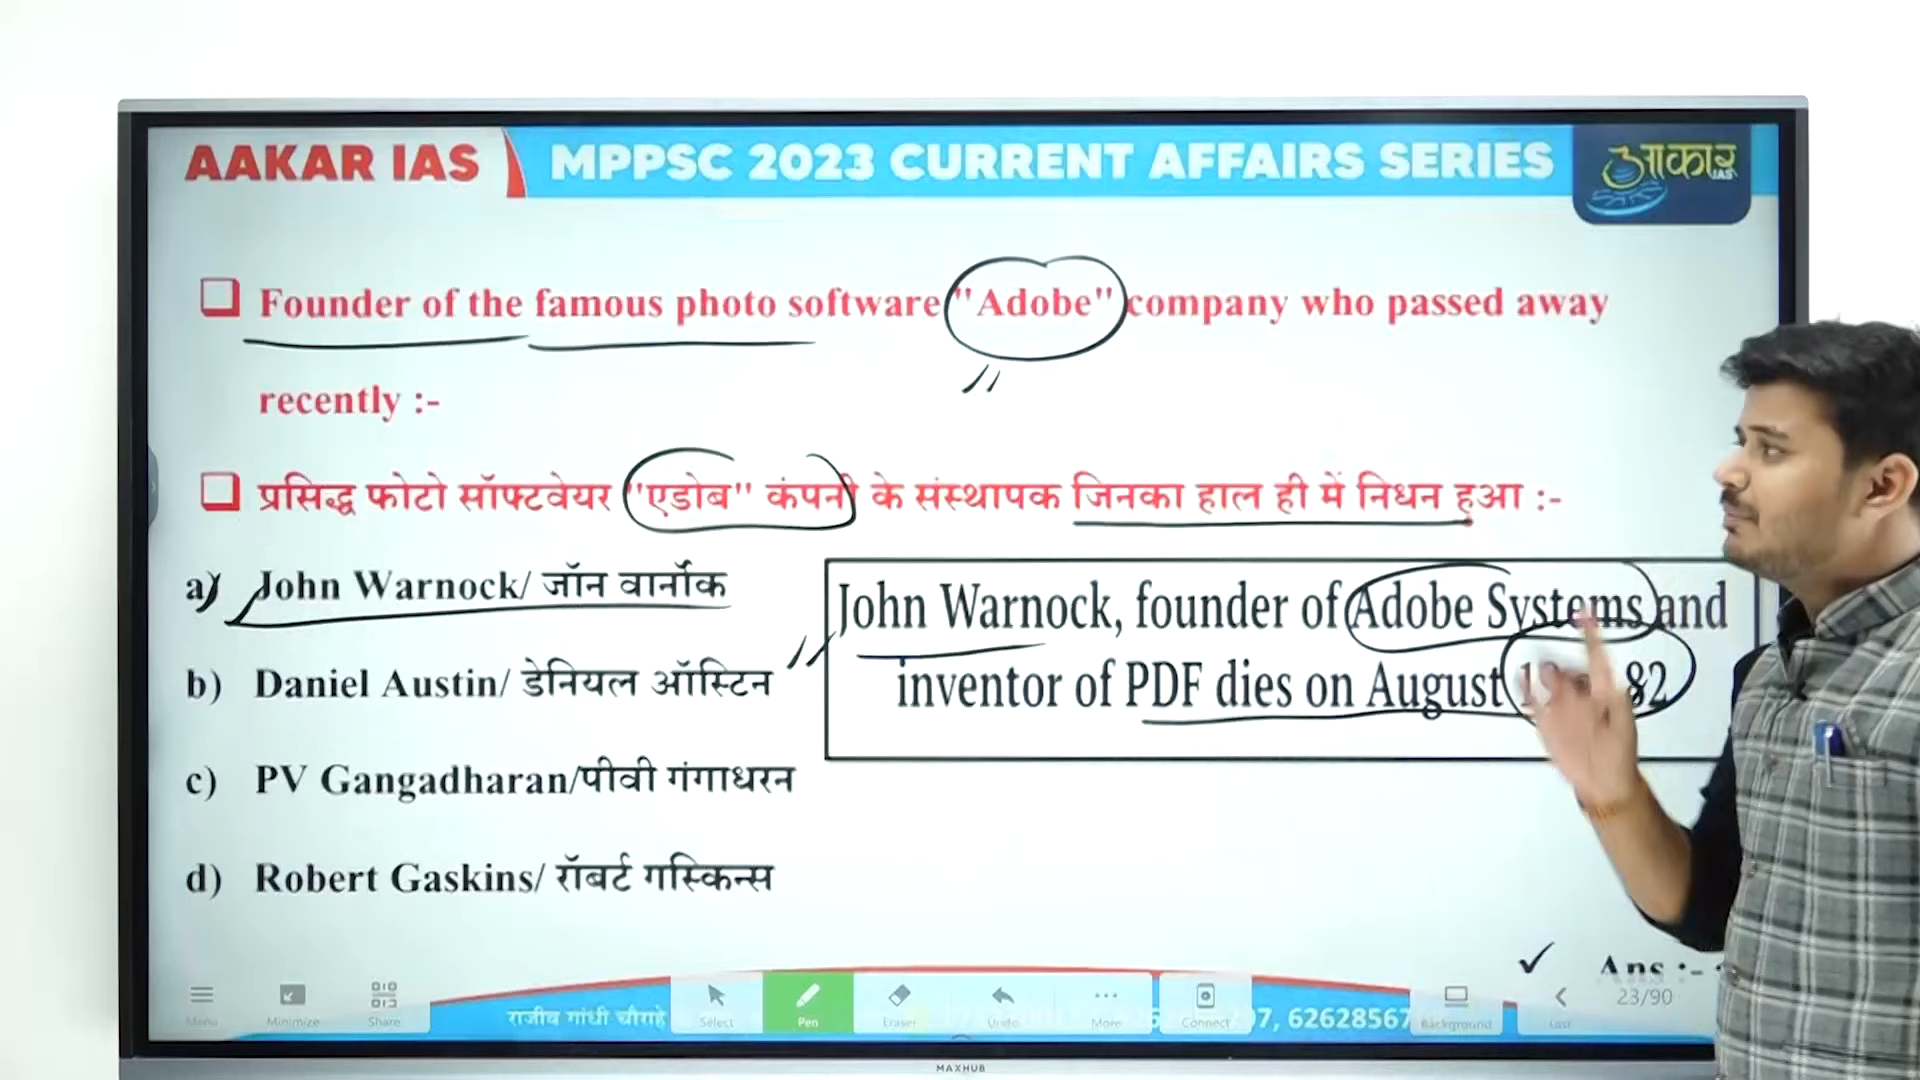 AAKAR IAS
MPPSC 2023 CURRENT AFFAIRS SERIES
आकार
IAS
Founder of the famous photo software "Adobe" company who passed away
recently :-
प्रसिद्ध फोटो सॉफ्टवेयर "एडोब" कंपनी के संस्थापक जिनका हाल ही में निधन हुआ :-
a) John Warnock/ जॉन वार्नोक
b) Daniel Austin/ डेनियल ऑस्टिन
c) PV Gangadharan/पीवी गंगाधरन
d) Robert Gaskins/ रॉबर्ट गस्किन्स
John Warnock, founder of Adobe Systems and
inventor of PDF dies on August 82
Ans :-
राजीव गांधी चौराहे
Menu
Minimize
Share
Select
Pen
Eraser
Undo
More
Connect
Background
23/90
Last
MAXHUB